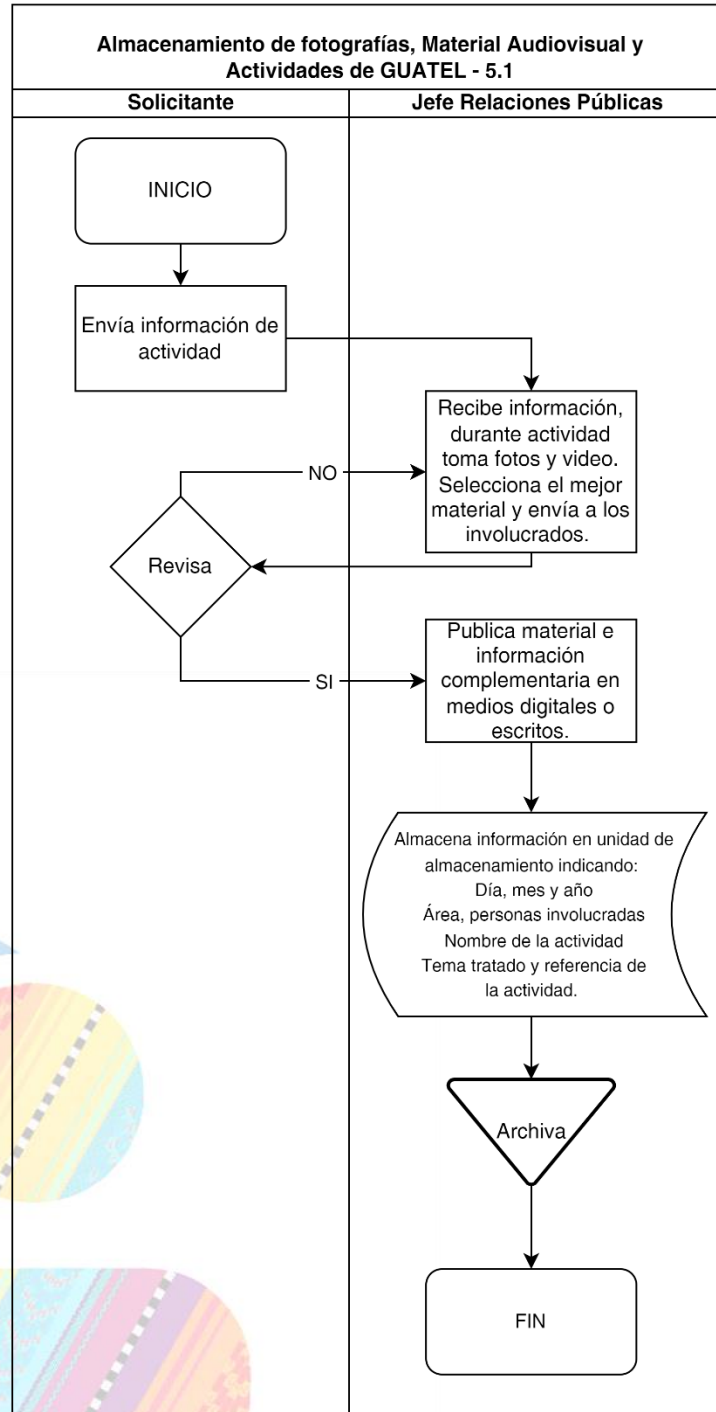 Almacenamiento de fotografías, Material Audiovisual y
Actividades de GUATEL - 5.1
Solicitante
Jefe Relaciones Públicas
INICIO
Envía información de
actividad
Recibe información,
durante actividad
toma fotos y video.
Selecciona el mejor
material y envía a los
involucrados.
NO
Revisa
SI
Publica material e
información
complementaria en
medios digitales o
escritos.
Almacena información en unidad de
almacenamiento indicando:
Día, mes y año
Área, personas involucradas
Nombre de la actividad
Tema tratado y referencia de
la actividad.
Archiva
FIN